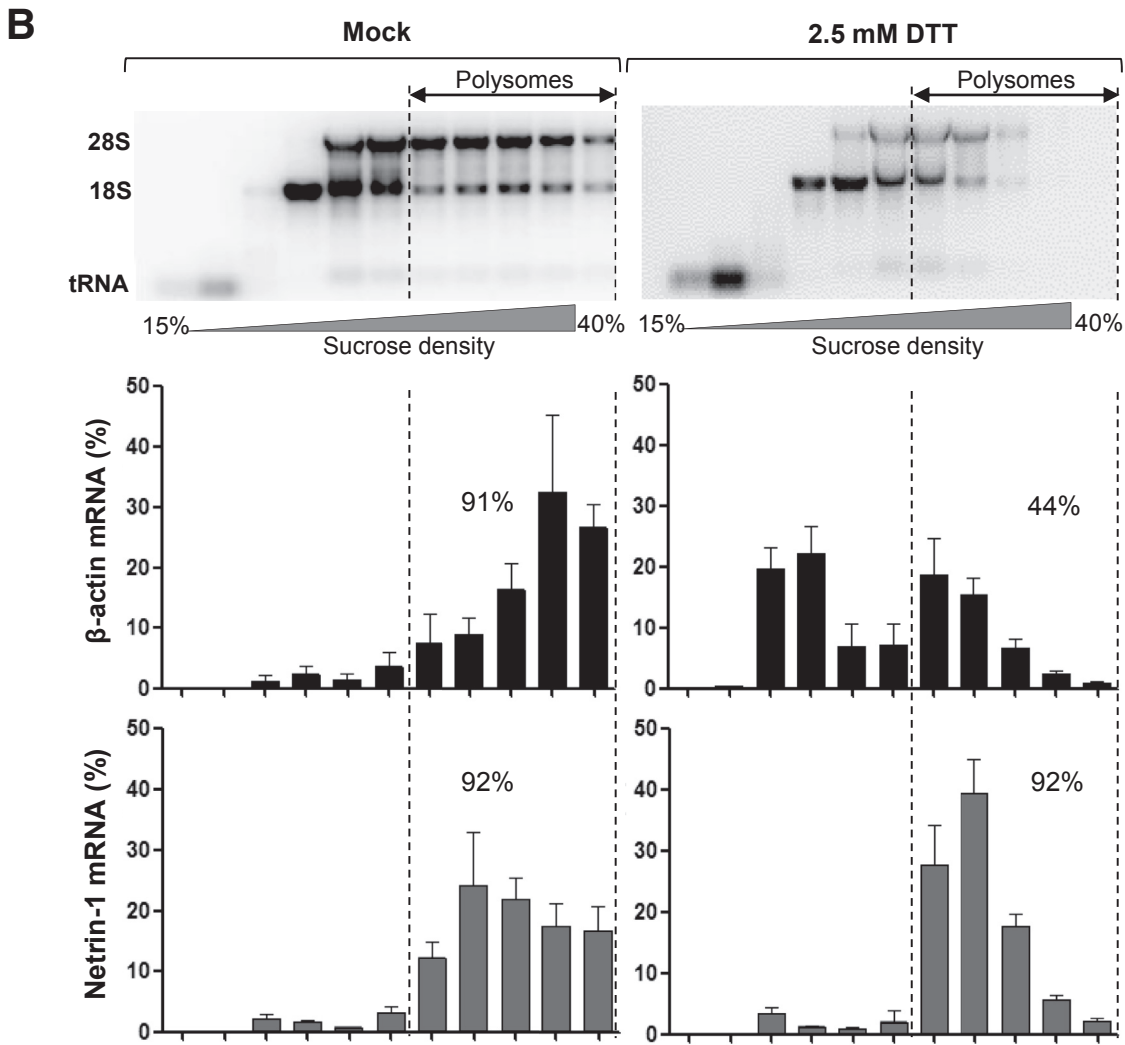 B
Mock
2.5 mM DTT
Polysomes
Polysomes
28S
18S
tRNA
15%
40%
Sucrose density
15%
40%
Sucrose density
β-actin mRNA (%)
50
40
30
20
10
0
91%
50
40
30
20
10
0
44%
Netrin-1 mRNA (%)
50
40
30
20
10
0
92%
50
40
30
20
10
0
92%